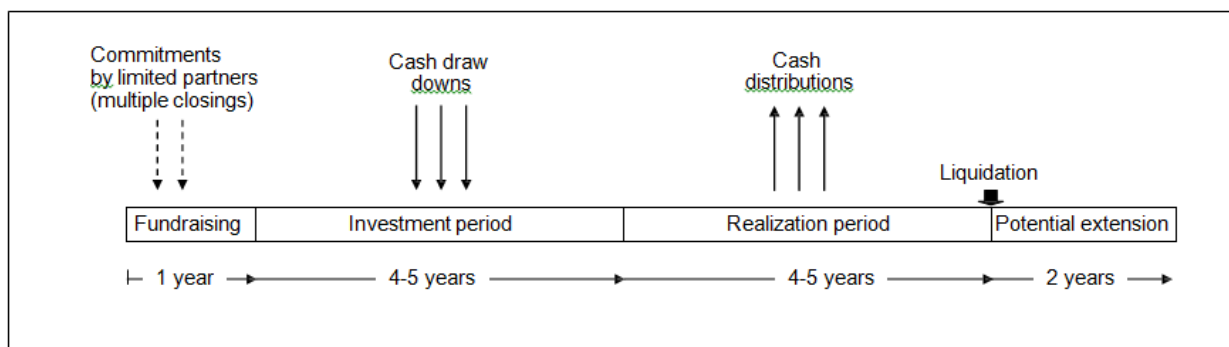 Commitments
by limited partners
(multiple closings)
Cash draw
downs
Cash
distributions
Liquidation
Fundraising
Investment period
Realization period
Potential extension
1 year
4-5 years
4-5 years
2 years